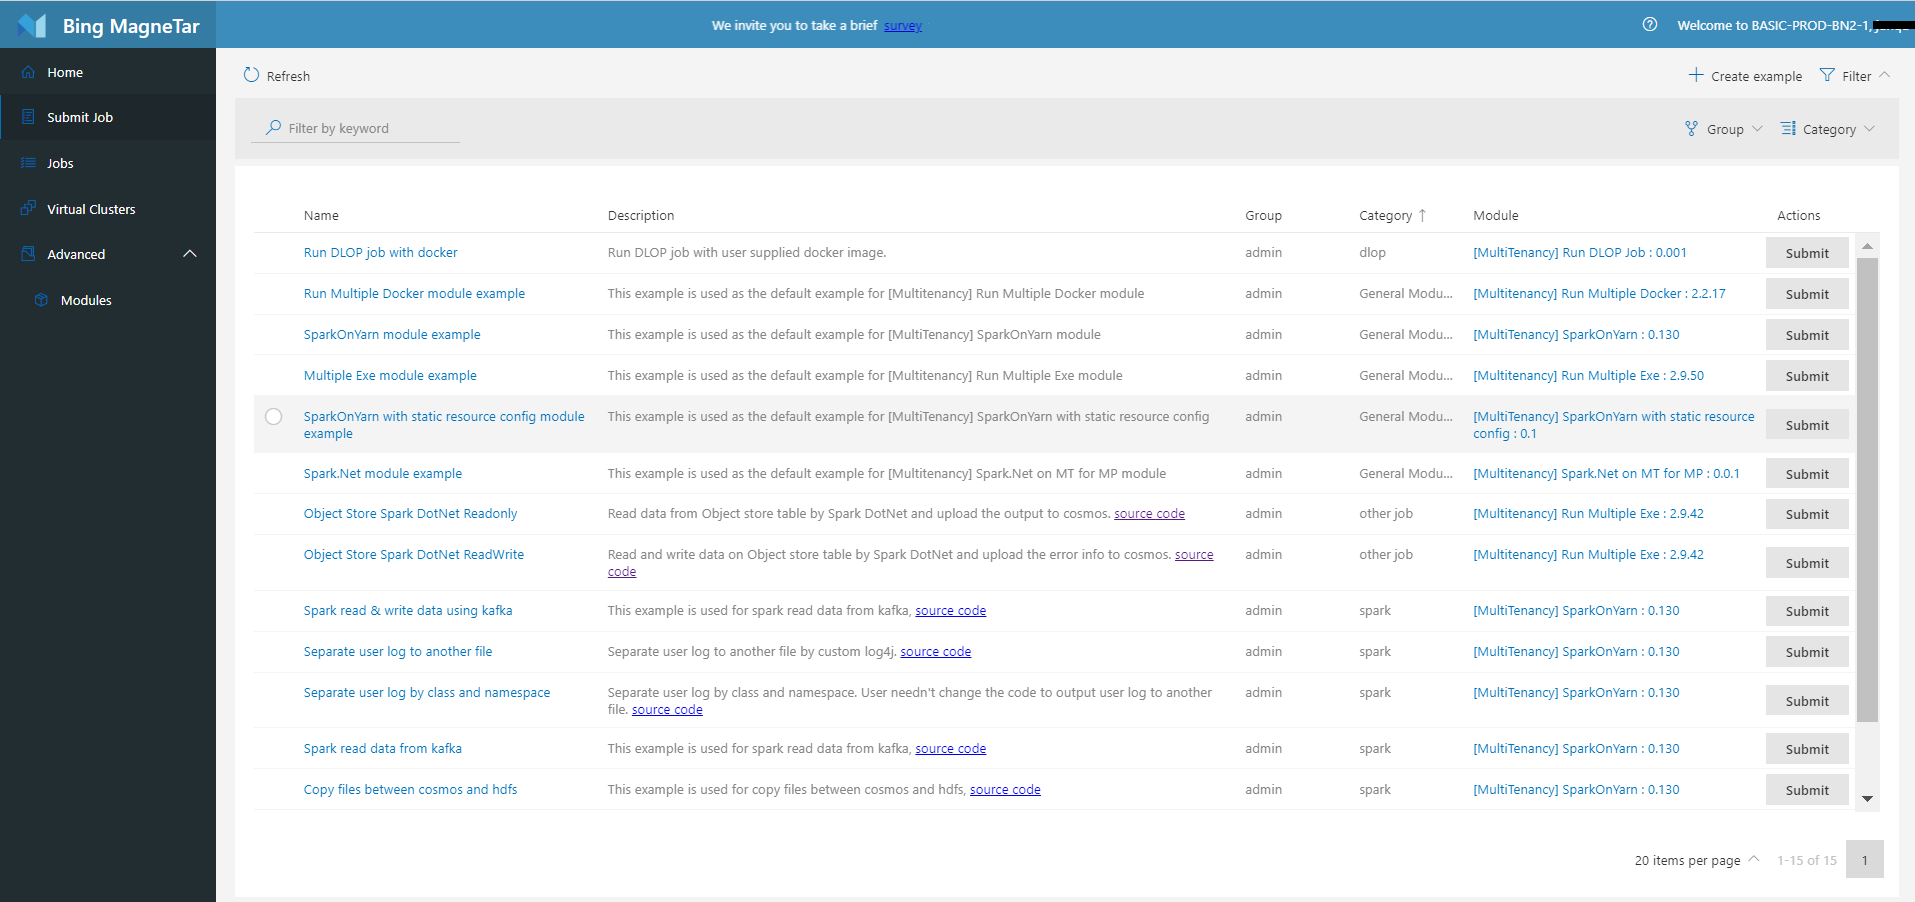 Bing MagneTar
We invite you to take a brief survey
Welcome to BASIC-PROD-BN2-1,
Home
Submit Job
Jobs
Virtual Clusters
Advanced
Modules
Refresh
Create example
Filter
Filter by keyword
Group
Category
Name Description Group Category Module Actions
Run DLOP job with docker Run DLOP job with user supplied docker image. admin dlop [MultiTenancy] Run DLOP Job : 0.001 Submit
Run Multiple Docker module example This example is used as the default example for [Multitenancy] Run Multiple Docker module admin General Modu... [Multitenancy] Run Multiple Docker : 2.2.17 Submit
SparkOnYarn module example This example is used as the default example for [MultiTenancy] SparkOnYarn module admin General Modu... [MultiTenancy] SparkOnYarn : 0.130 Submit
Multiple Exe module example This example is used as the default example for [Multitenancy] Run Multiple Exe module admin General Modu... [Multitenancy] Run Multiple Exe : 2.9.50 Submit
SparkOnYarn with static resource config module This example is used as the default example for [MultiTenancy] SparkOnYarn with static resource config admin General Modu... [MultiTenancy] SparkOnYarn with static resource
example config : 0.1 Submit
Spark.Net module example This example is used as the default example for [Multitenancy] Spark.Net on MT for MP module admin General Modu... [Multitenancy] Spark.Net on MT for MP : 0.0.1 Submit
Object Store Spark DotNet Readonly Read data from Object store table by Spark DotNet and upload the output to cosmos. source code admin other job [Multitenancy] Run Multiple Exe : 2.9.42 Submit
Object Store Spark DotNet ReadWrite Read and write data on Object store table by Spark DotNet and upload the error info to cosmos. source admin other job [Multitenancy] Run Multiple Exe : 2.9.42 Submit
code
Spark read & write data using kafka This example is used for spark read data from kafka, source code admin spark [MultiTenancy] SparkOnYarn : 0.130 Submit
Separate user log to another file Separate user log to another file by custom log4j. source code admin spark [MultiTenancy] SparkOnYarn : 0.130 Submit
Separate user log by class and namespace Separate user log by class and namespace. User needn't change the code to output user log to another admin spark [MultiTenancy] SparkOnYarn : 0.130 Submit
file. source code
Spark read data from kafka This example is used for spark read data from kafka, source code admin spark [MultiTenancy] SparkOnYarn : 0.130 Submit
Copy files between cosmos and hdfs This example is used for copy files between cosmos and hdfs, source code admin spark [MultiTenancy] SparkOnYarn : 0.130 Submit
20 items per page 1-15 of 15 1